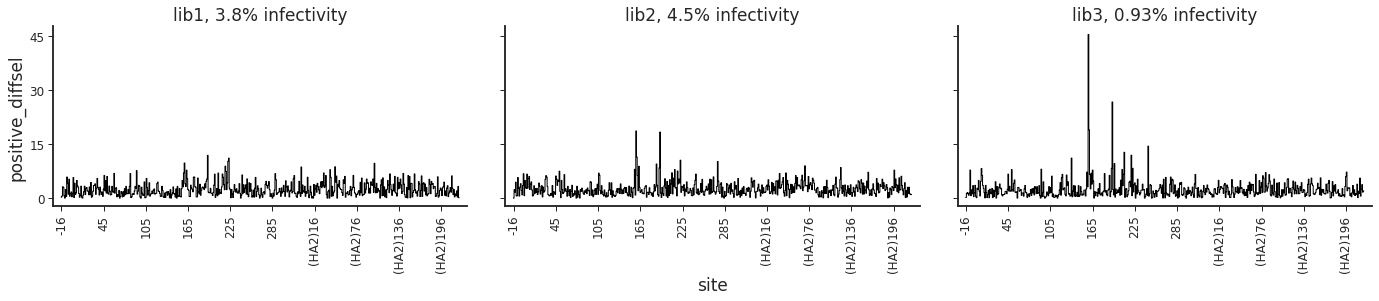 lib1, 3.8% infectivity
lib2, 4.5% infectivity
lib3, 0.93% infectivity
positive_diffsel
45
30
15
0
-16
45
105
165
225
285
(HA2)16
(HA2)76
(HA2)136
(HA2)196
-16
45
105
165
225
285
(HA2)16
(HA2)76
(HA2)136
(HA2)196
-16
45
105
165
225
285
(HA2)16
(HA2)76
(HA2)136
(HA2)196
site